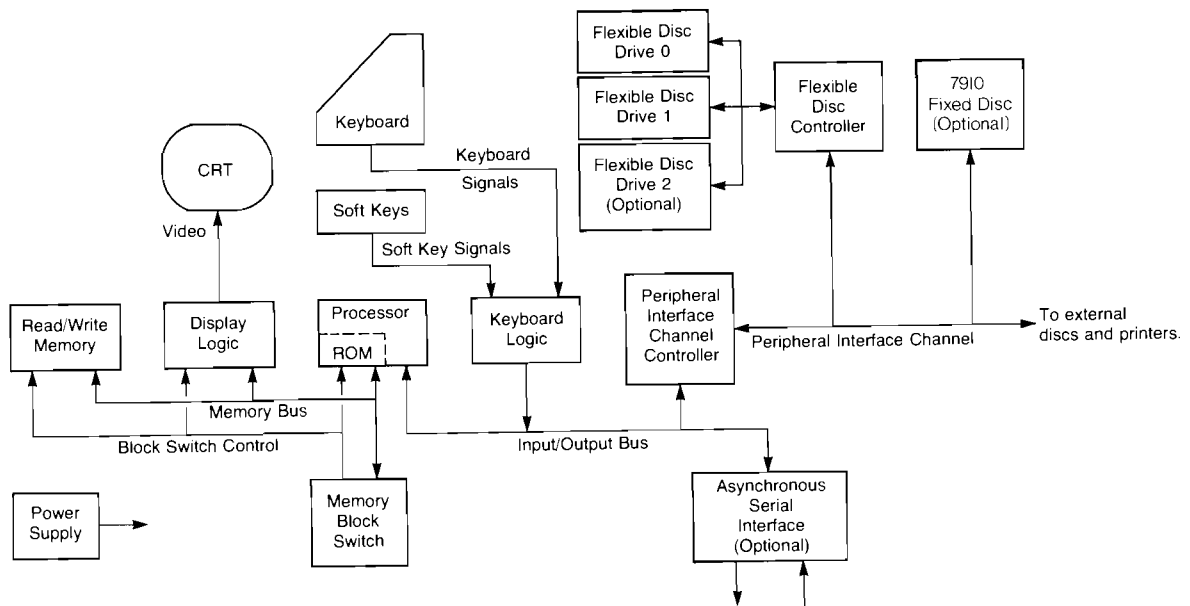 Flexible Disc
Drive 0
Flexible Disc
Drive 1
Flexible Disc
Drive 2
(Optional)
Flexible
Disc
Controller
7910
Fixed Disc
(Optional)
Keyboard
Keyboard
Signals
CRT
Video
Soft Keys
Soft Key Signals
Read/Write
Memory
Display
Logic
Processor
ROM
Keyboard
Logic
Peripheral
Interface
Channel
Controller
Peripheral Interface Channel
To external
discs and printers.
Memory Bus
Block Switch Control
Input/Output Bus
Power
Supply
Memory
Block
Switch
Asynchronous
Serial
Interface
(Optional)